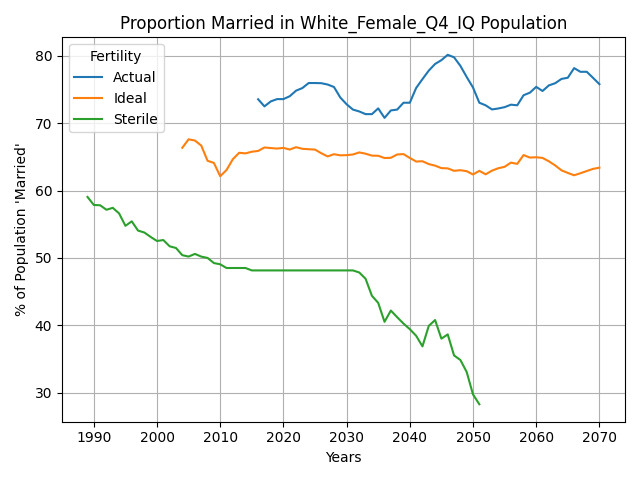 Proportion Married in White_Female_Q4_IQ Population
% of Population 'Married'
80
70
60
50
40
30
Fertility
Actual
Ideal
Sterile
1990 2000 2010 2020 2030 2040 2050 2060 2070
Years